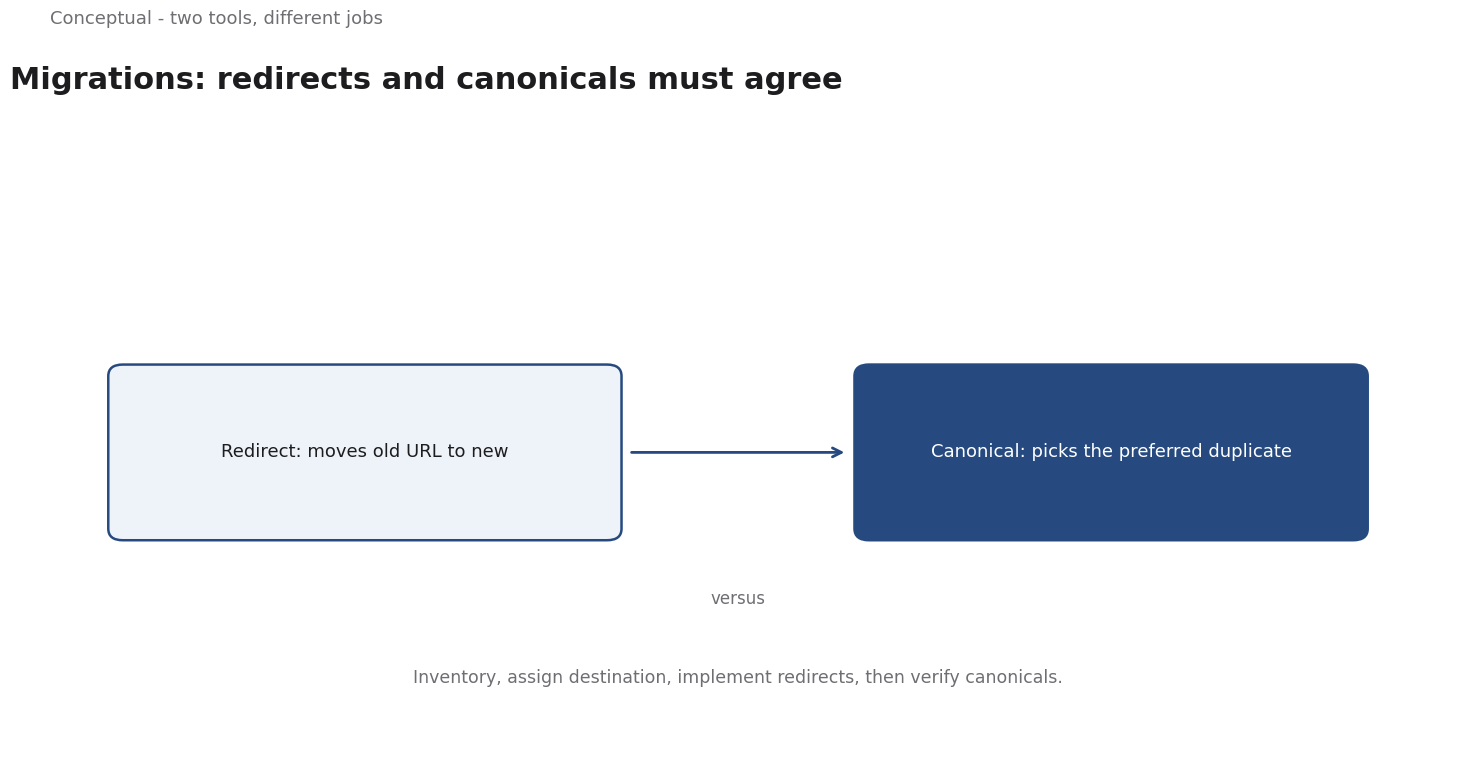 Conceptual - two tools, different jobs
Migrations: redirects and canonicals must agree
Redirect: moves old URL to new
Canonical: picks the preferred duplicate
versus
Inventory, assign destination, implement redirects, then verify canonicals.